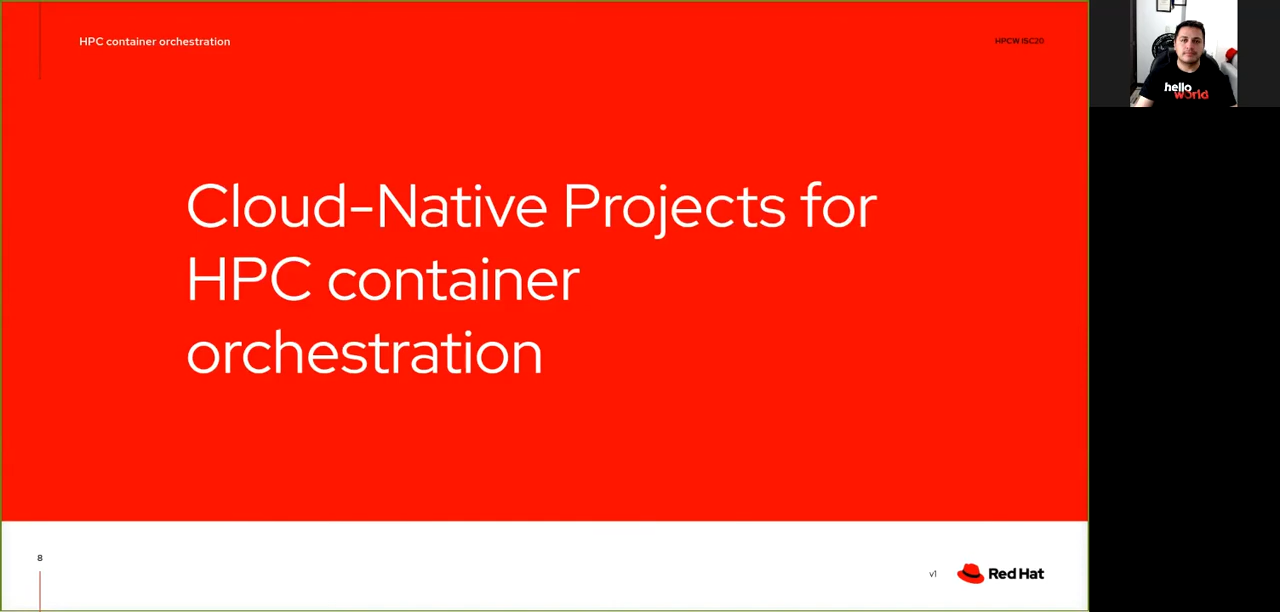 HPC container orchestration
HPCW ISC20
Cloud-Native Projects for
HPC container
orchestration
8
v1
Red Hat
hello
world